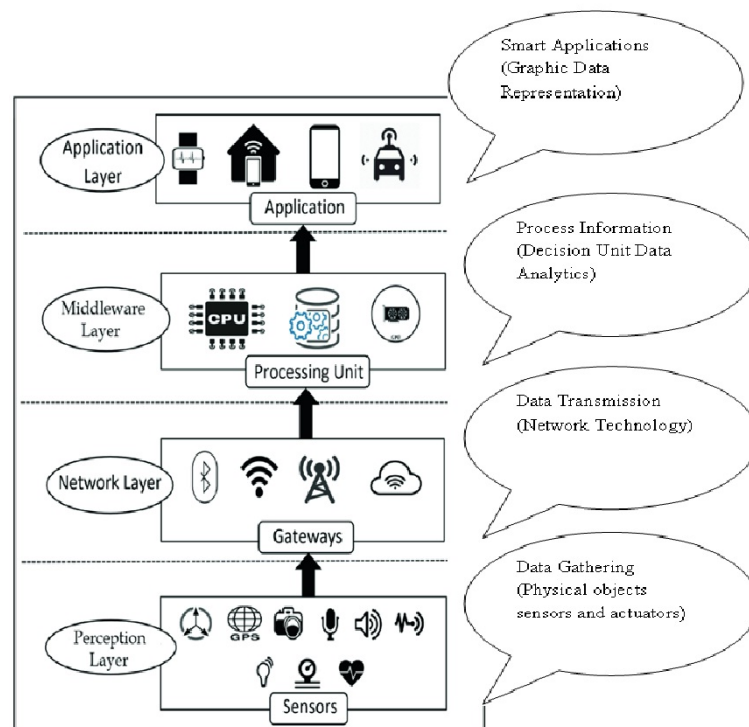 Smart Applications
(Graphic Data
Representation)
Application
Layer
Application
Process Information
(Decision Unit Data
Analytics)
Middleware
Layer
CPU
Processing Unit
Data Transmission
(Network Technology)
Network Layer
Gateways
Data Gathering
(Physical objects
sensors and actuators)
Perception
Layer
GPS
Sensors